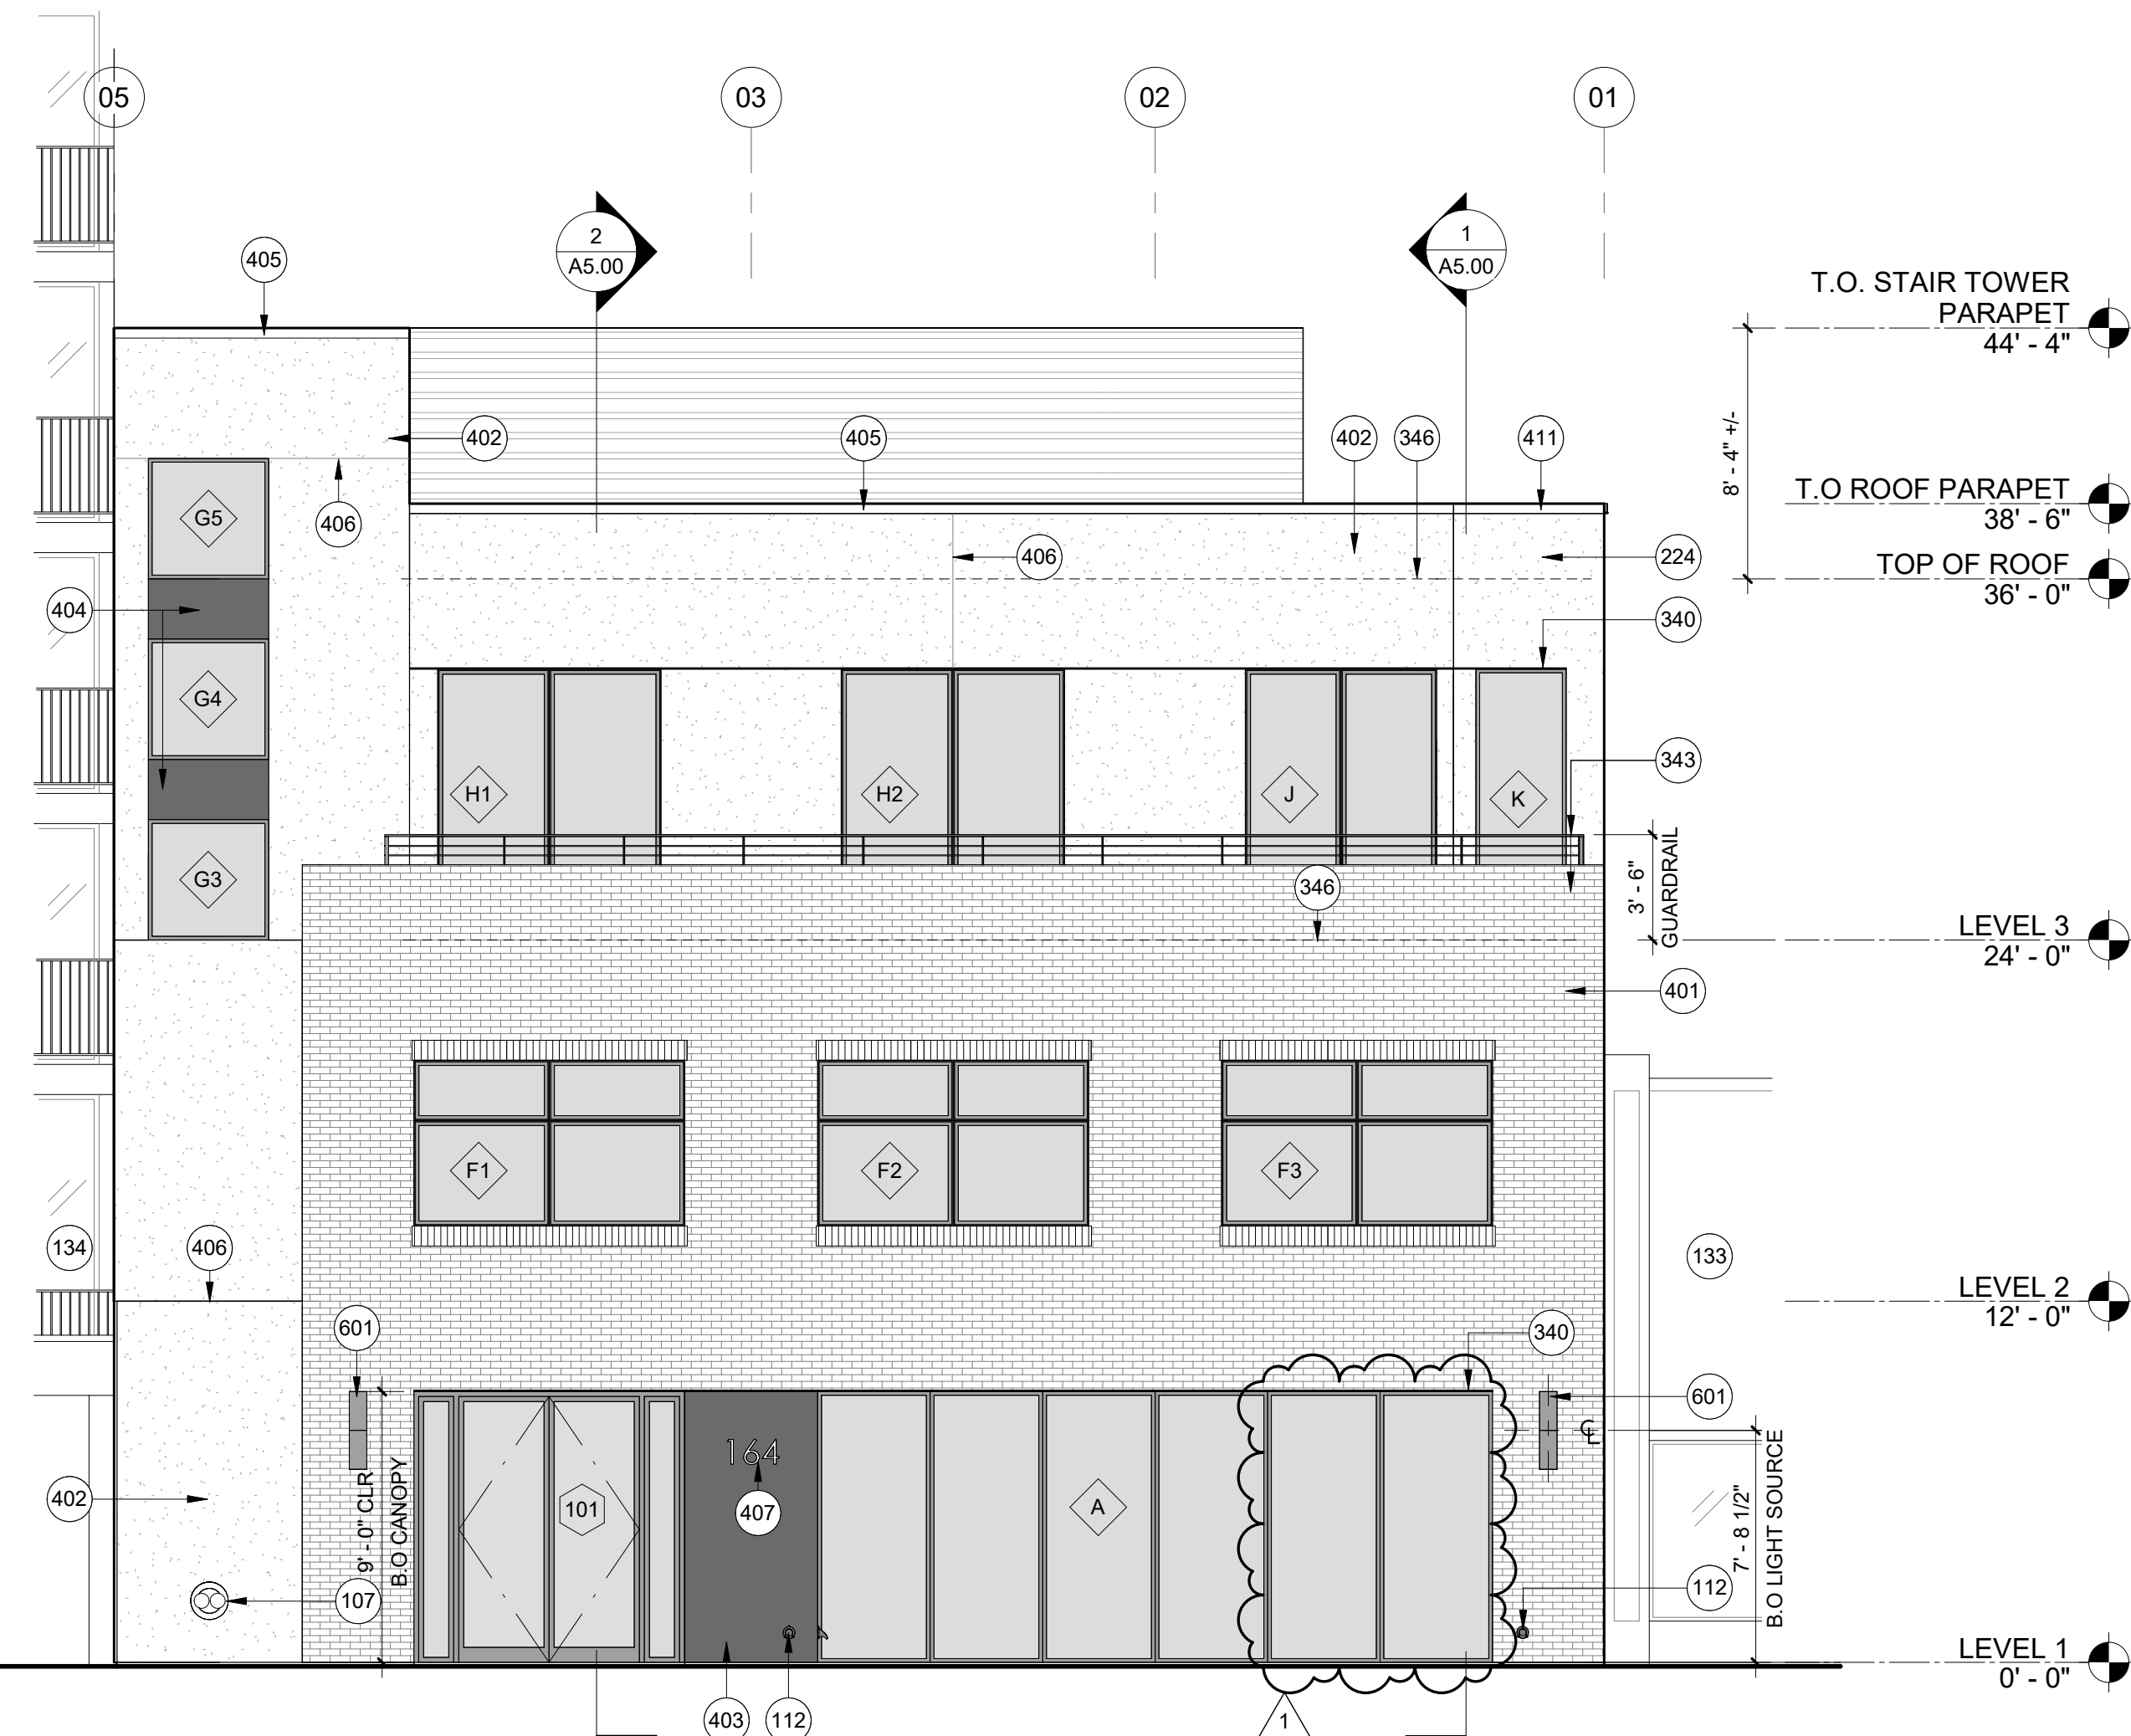 05
03
02
01
2
A5.00
1
A5.00
405
T.O. STAIR TOWER
PARAPET
44' - 4"
402
405
402
346
411
8' - 4" +/-
T.O ROOF PARAPET
38' - 6"
G5
406
406
224
TOP OF ROOF
36' - 0"
404
340
G4
343
H1
H2
J
K
G3
346
3' - 6"
GUARDRAIL
LEVEL 3
24' - 0"
401
F1
F2
F3
134
406
133
LEVEL 2
12' - 0"
601
340
601
164
CL
402
9' - 0" CLR
B.O CANOPY
101
407
A
7' - 8 1/2"
B.O LIGHT SOURCE
107
112
LEVEL 1
0' - 0"
403
112
1